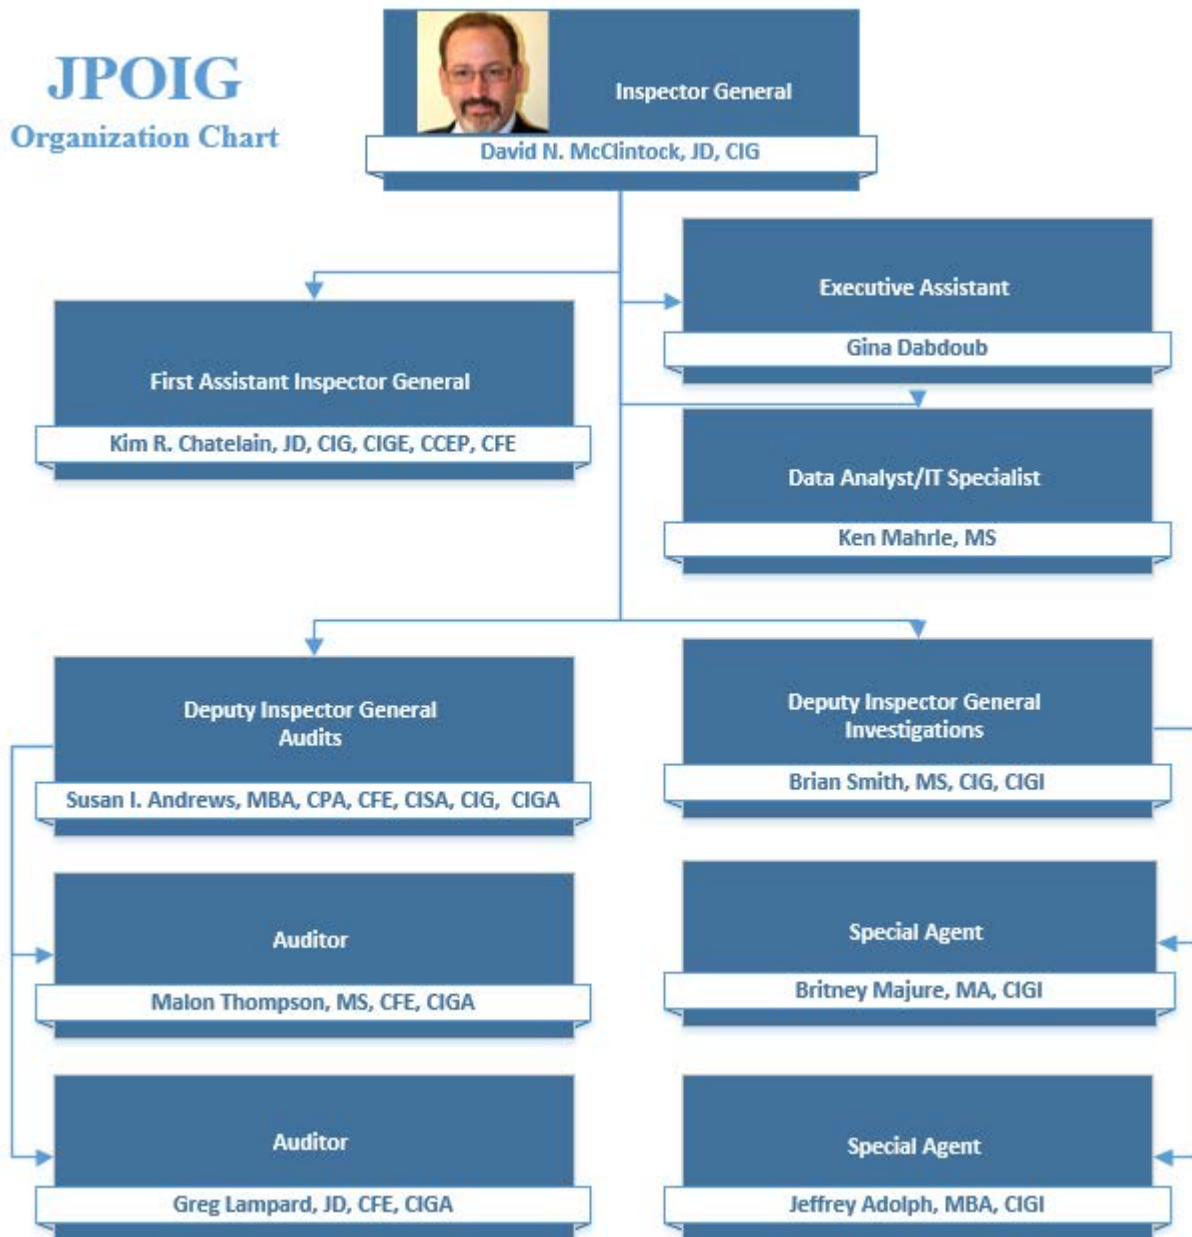 JPOIG
Organization Chart
Inspector General
David N. McClintock, JD, CIG
Executive Assistant
Gina Dabdoub
First Assistant Inspector General
Kim R. Chatelain, JD, CIG, CIGE, CCEP, CFE
Data Analyst/IT Specialist
Ken Mahrle, MS
Deputy Inspector General
Audits
Susan I. Andrews, MBA, CPA, CFE, CISA, CIG, CIGA
Deputy Inspector General
Investigations
Brian Smith, MS, CIG, CIGI
Auditor
Malon Thompson, MS, CFE, CIGA
Special Agent
Britney Majure, MA, CIGI
Auditor
Greg Lampard, JD, CFE, CIGA
Special Agent
Jeffrey Adolph, MBA, CIGI